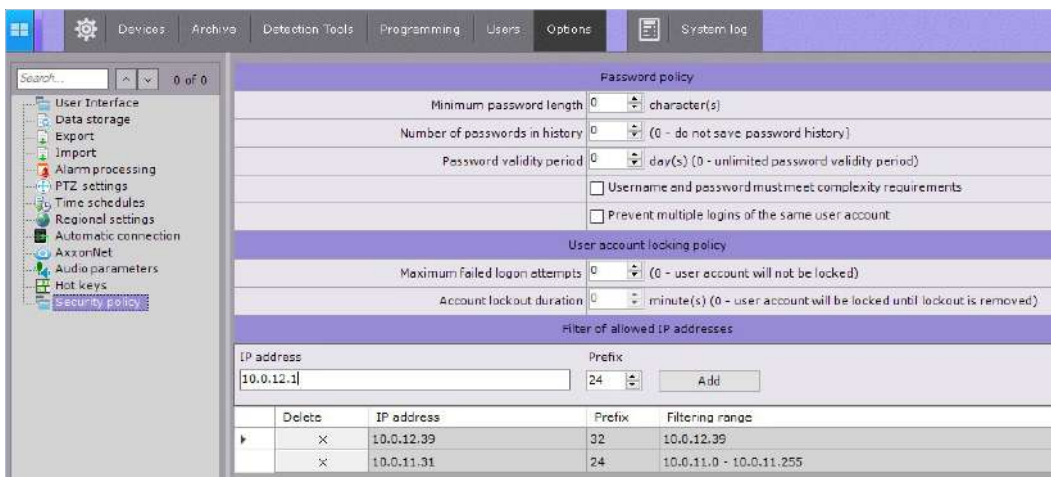 Devices Archive Detection Tools Programming Users Options System log
Search... 0 of 0
User Interface
Data storage
Export
Import
Alarm processing
PTZ settings
Time schedules
Regional settings
Automatic connection
AxxonNet
Audio parameters
Hot keys
Security policy
Password policy
Minimum password length 0 character(s)
Number of passwords in history 0 (0 - do not save password history)
Password validity period 0 day(s) (0 - unlimited password validity period)
Username and password must meet complexity requirements
Prevent multiple logins of the same user account
User account locking policy
Maximum failed logon attempts 0 (0 - user account will not be locked)
Account lockout duration 0 minute(s) (0 - user account will be locked until lockout is removed)
Filter of allowed IP addresses
IP address Prefix
10.0.12.1 24 Add
Delete IP address Prefix Filtering range
10.0.12.39 32 10.0.12.39
10.0.11.31 24 10.0.11.0 - 10.0.11.255